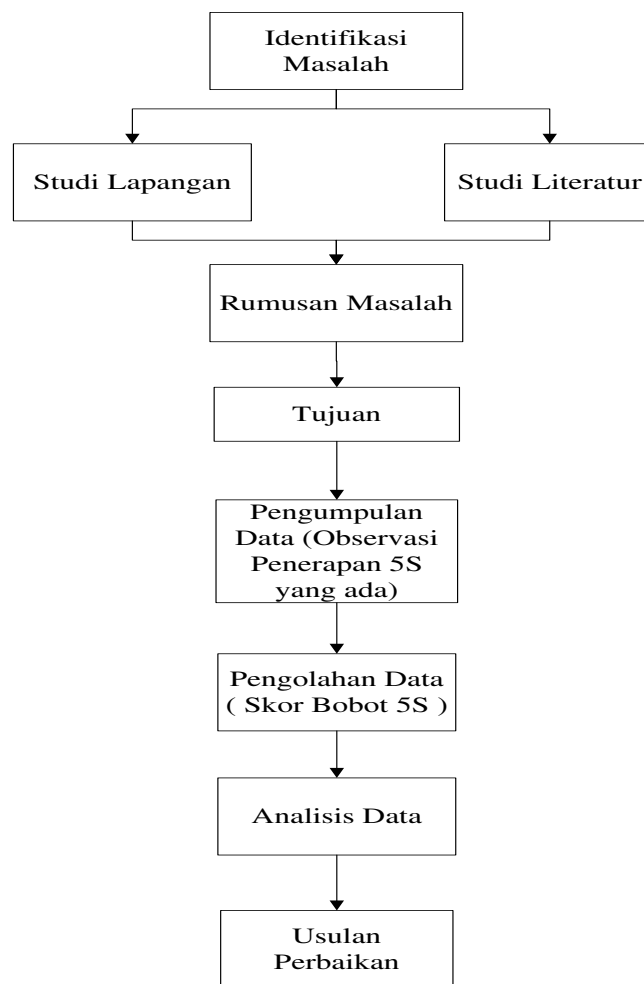 Identifikasi
Masalah
Studi Lapangan
Studi Literatur
Rumusan Masalah
Tujuan
Pengumpulan
Data (Observasi
Penerapan 5S
yang ada)
Pengolahan Data
( Skor Bobot 5S )
Analisis Data
Usulan
Perbaikan